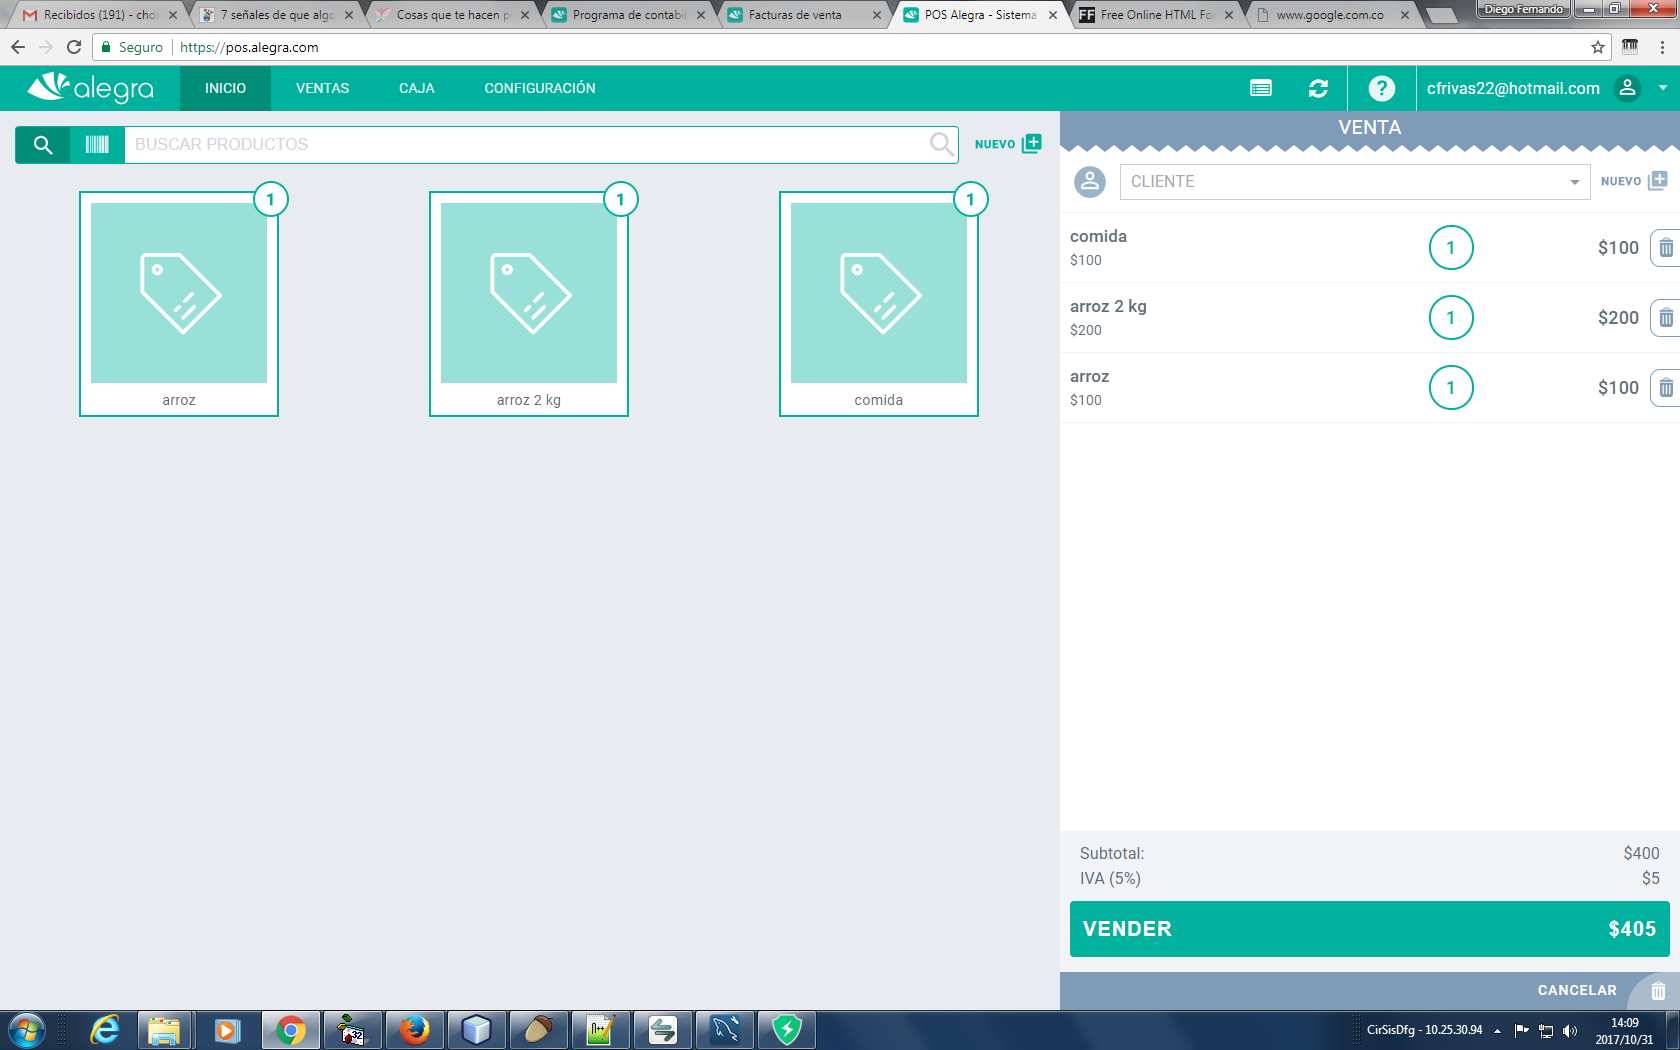 Recibidos (191) - cho
7 señales de que algo
Cosas que te hacen p
Programa de contabil
Facturas de venta
POS Alegra - Sistema
Free Online HTML Fo
www.google.com.co
Diego Fernando
Seguro
https://pos.alegra.com
alegra
INICIO
VENTAS
CAJA
CONFIGURACIÓN
?
cfrivas22@hotmail.com
BUSCAR PRODUCTOS
NUEVO
1
arroz
1
arroz 2 kg
1
comida
VENTA
CLIENTE
NUEVO
comida
$100
1
$100
arroz 2 kg
$200
1
$200
arroz
$100
1
$100
Subtotal:
$400
IVA (5%)
$5
VENDER
$405
CANCELAR
32
CirSisDfg - 10.25.30.94
14:09
2017/10/31